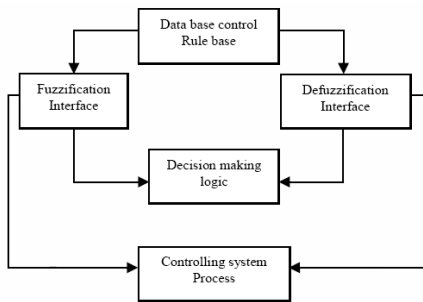 Data base control
Rule base
Fuzzification
Interface
Defuzzification
Interface
Decision making
logic
Controlling system
Process